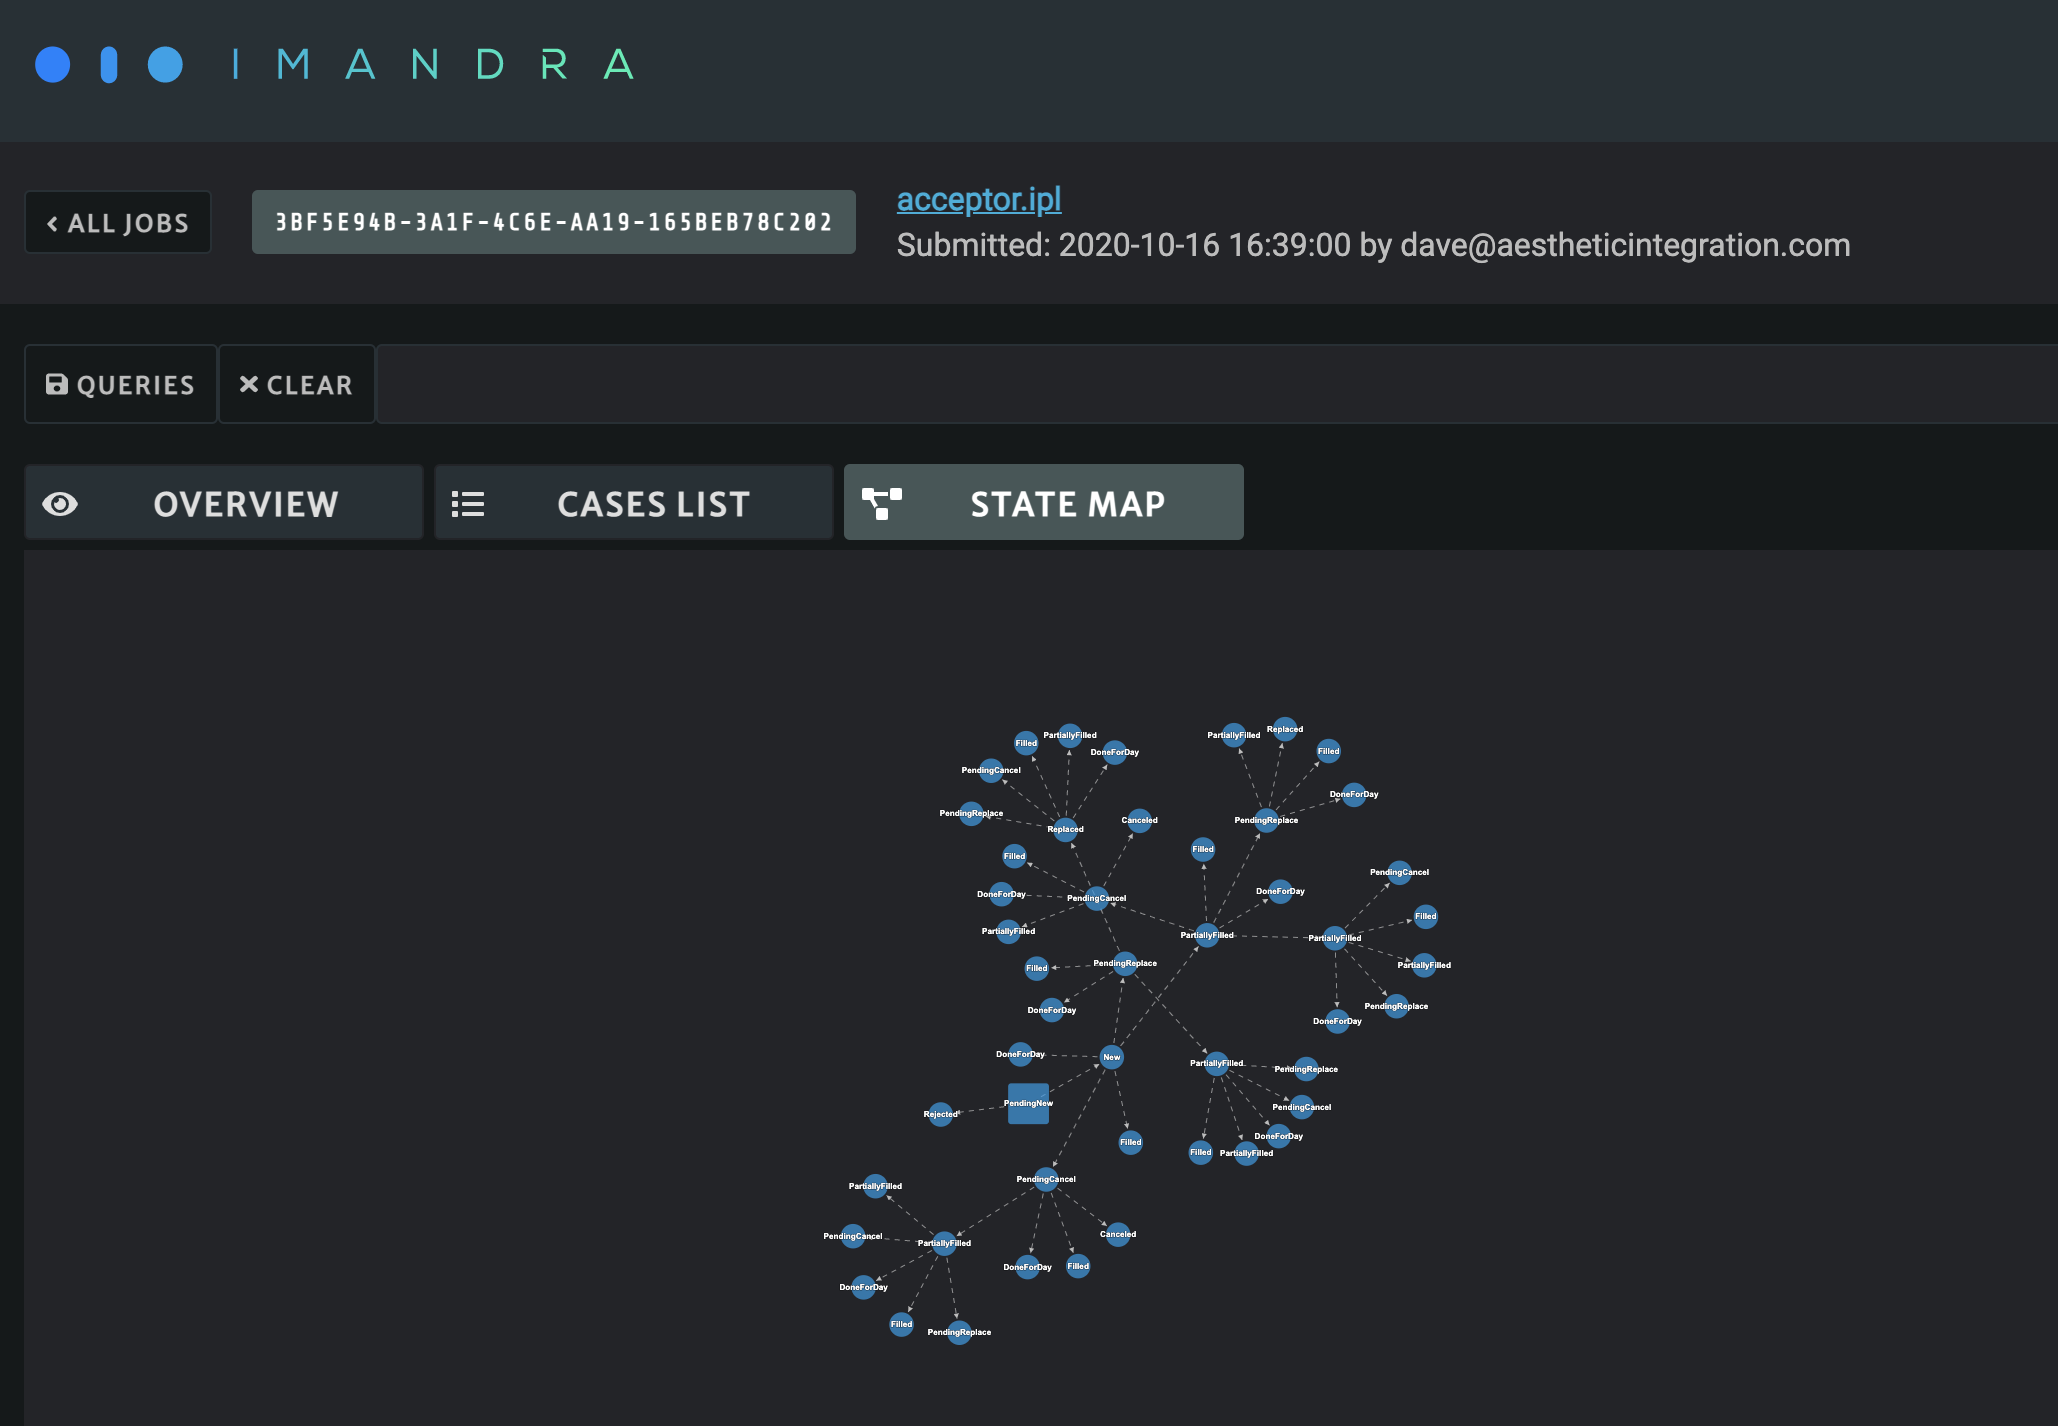 IMANDRA
ALL JOBS
3BF5E94B-3A1F-4C6E-AA19-165BEB78C202
acceptor.ipl
Submitted: 2020-10-16 16:39:00 by dave@aestheticintegration.com
QUERIES
CLEAR
OVERVIEW
CASES LIST
STATE MAP
Replaced
PartiallyFilled
PartiallyFilled
Filled
Filled
DoneForDay
PendingCancel
DoneForDay
PendingReplace
Canceled
PendingReplace
Replaced
Filled
Filled
PendingCancel
DoneForDay
DoneForDay
PendingCancel
Filled
PartiallyFilled
PartiallyFilled
PartiallyFilled
PendingReplace
PartiallyFilled
Filled
PendingReplace
DoneForDay
DoneForDay
DoneForDay
New
PartiallyFilled
PendingReplace
PendingNew
PendingCancel
Rejected
DoneForDay
Filled
Filled
PartiallyFilled
PendingCancel
PartiallyFilled
Canceled
PendingCancel
PartiallyFilled
DoneForDay
Filled
DoneForDay
Filled
PendingReplace